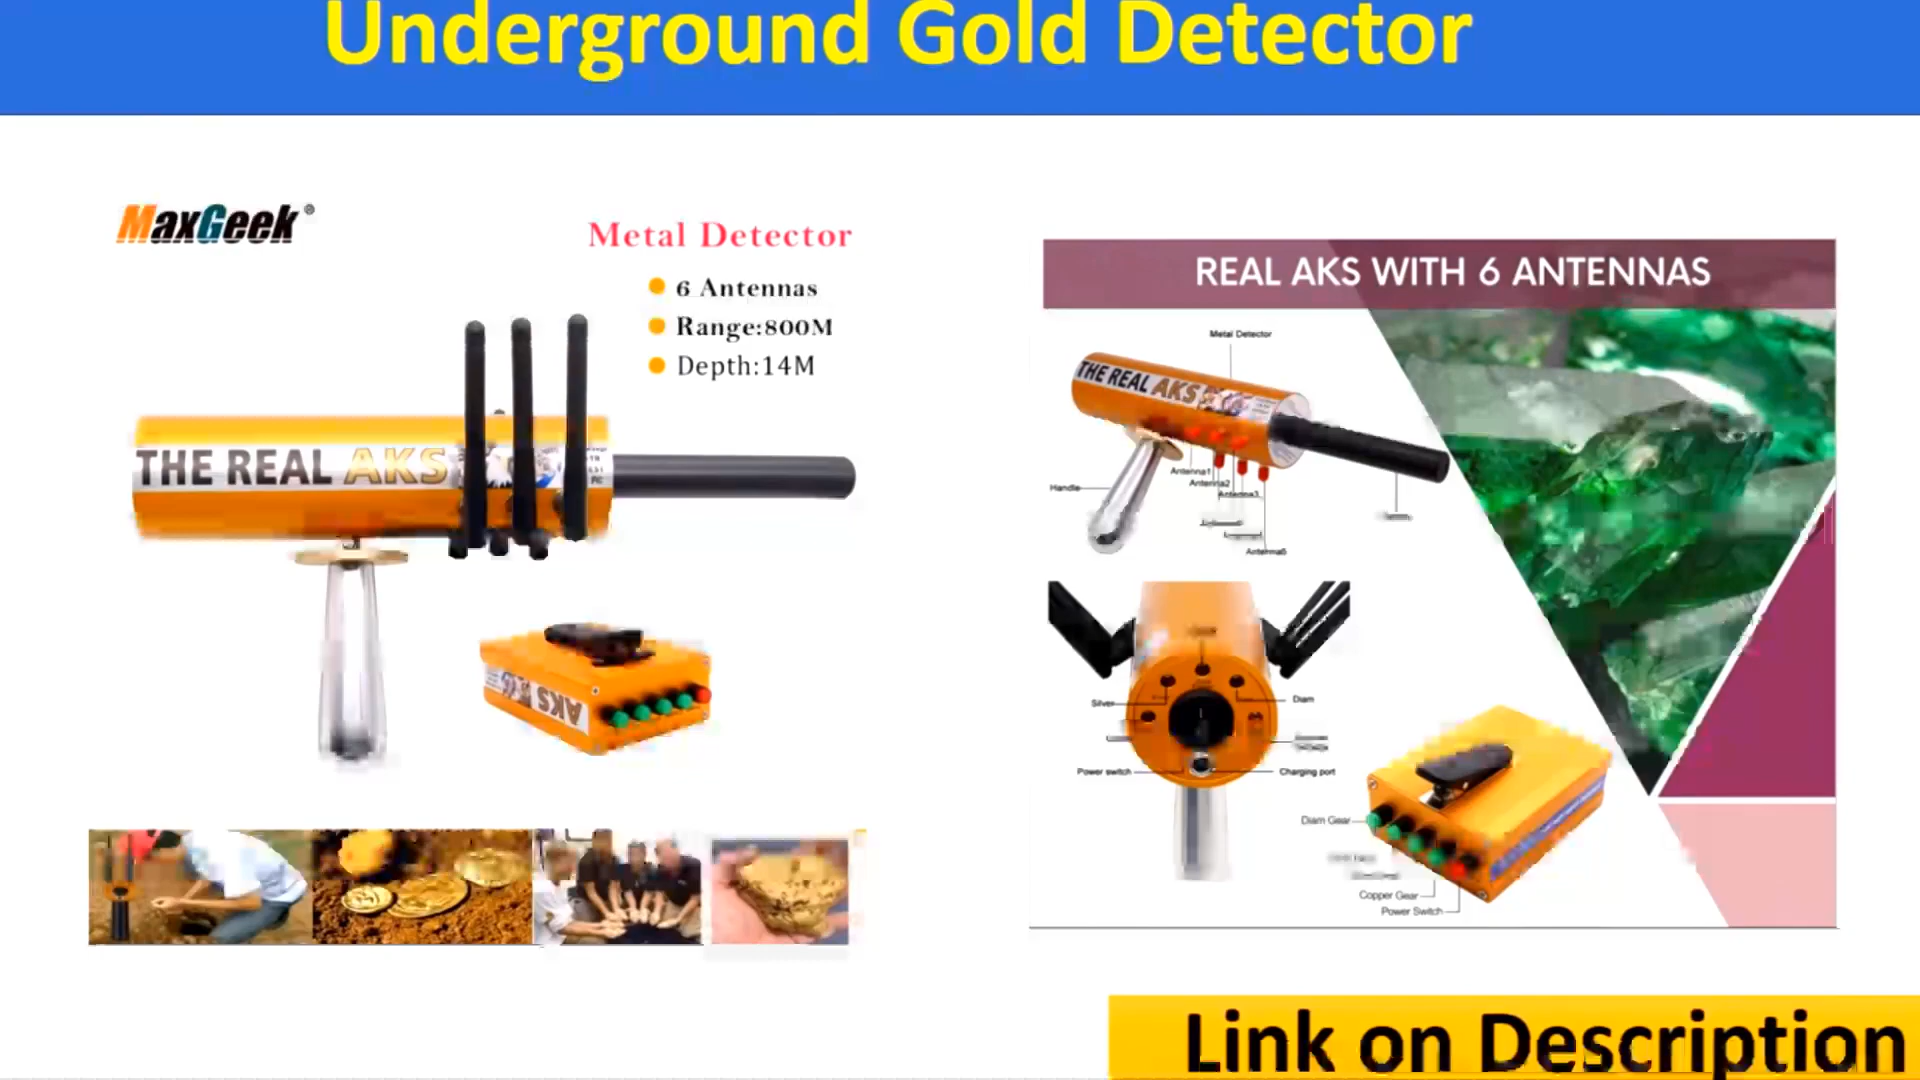 Underground Gold Detector
MaxGeek®
Metal Detector
6 Antennas
Range:800M
Depth:14M
THE REAL AKS
AKS
REAL AKS WITH 6 ANTENNAS
Metal Detector
THE REAL AKS
Handle
Antenna1
Antenna2
Antenna3
Antenna6
Silver
Diam
Power switch
Charging port
Diam Gear
Copper Gear
Power Switch
Link on Description